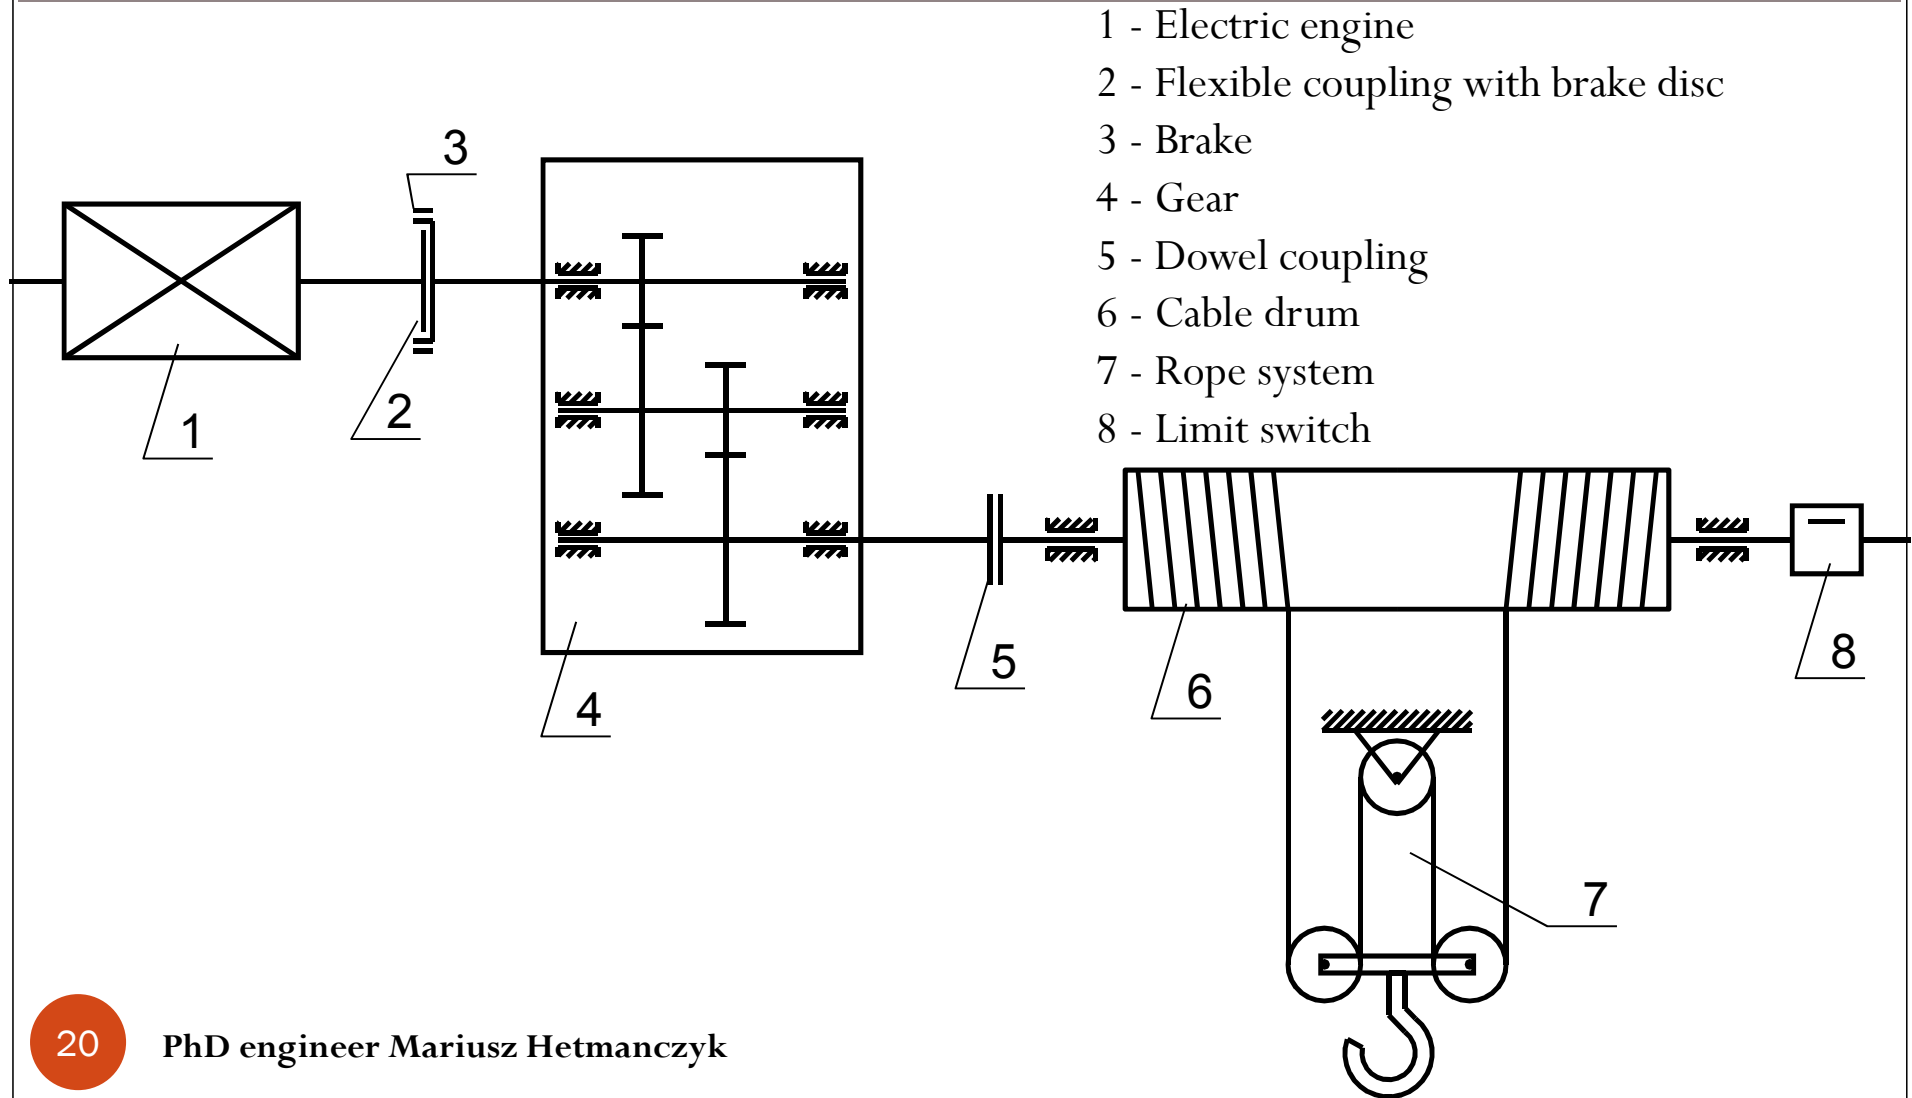 1 - Electric engine
2 - Flexible coupling with brake disc
3 - Brake
4 - Gear
5 - Dowel coupling
6 - Cable drum
7 - Rope system
8 - Limit switch
3
1
2
4
5
6
8
7
20
PhD engineer Mariusz Hetmanczyk